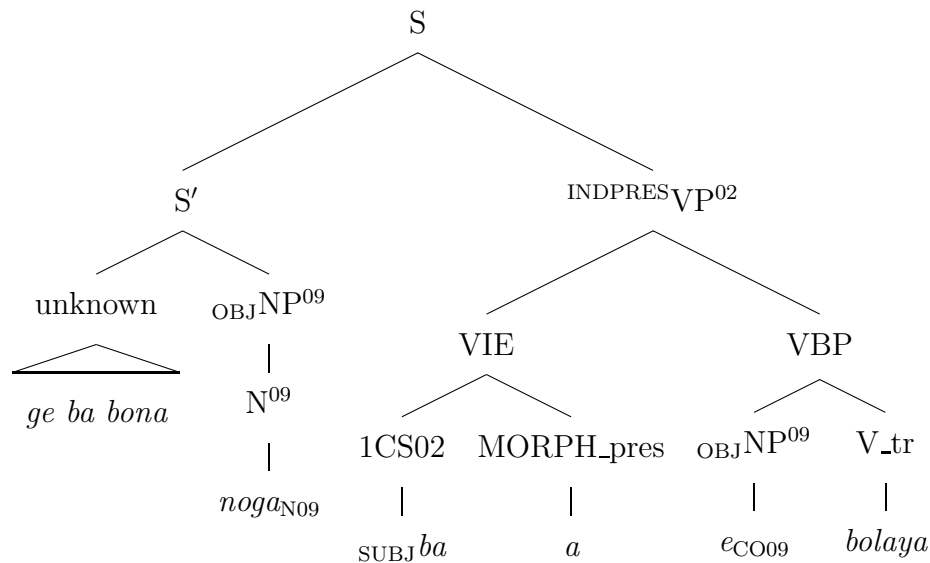 S
S′ INDPRESVP02
unknown OBJNP09 VIE VBP
ge ba bona N09 1CS02 MORPH_pres OBJNP09 V_tr
nogaN09 SUBJba a eCO09 bolaya